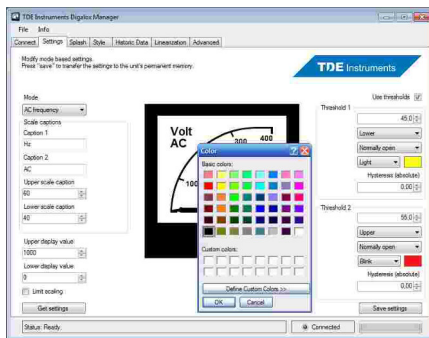 TDE Instruments Digalox Manager
File Info
Connect Settings Splash Style Historic Data Linearization Advanced
Modify mode based settings.
Press "save" to transfer the settings to the unit's permanent memory.
TDE Instruments
Mode
AC frequency
Scale captions
Caption 1
Hz
Caption 2
AC
Upper scale caption
60
Lower scale caption
40
Upper display value
1000
Lower display value
0
Limit scaling
Get settings
Volt
AC
100
300
400
Color
Basic colors:
Custom colors:
Define Custom Colors >>
OK Cancel
Use thresholds
Threshold 1
45.0
Lower
Normally open
Light
Hysteresis (absolute)
0.00
Threshold 2
55.0
Upper
Normally open
Blink
Hysteresis (absolute)
0.00
Save settings
Status: Ready.
Connected